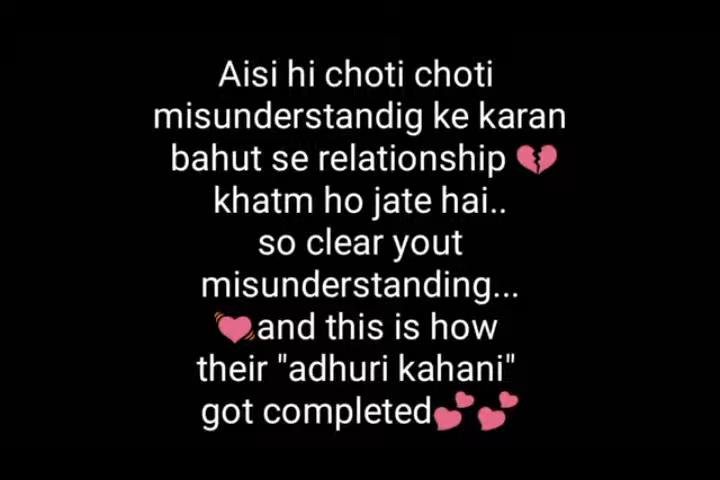 Aisi hi choti choti
misunderstandig ke karan
bahut se relationship 💔
khatm ho jate hai..
so clear yout
misunderstanding...
💓and this is how
their "adhuri kahani"
got completed💕💕